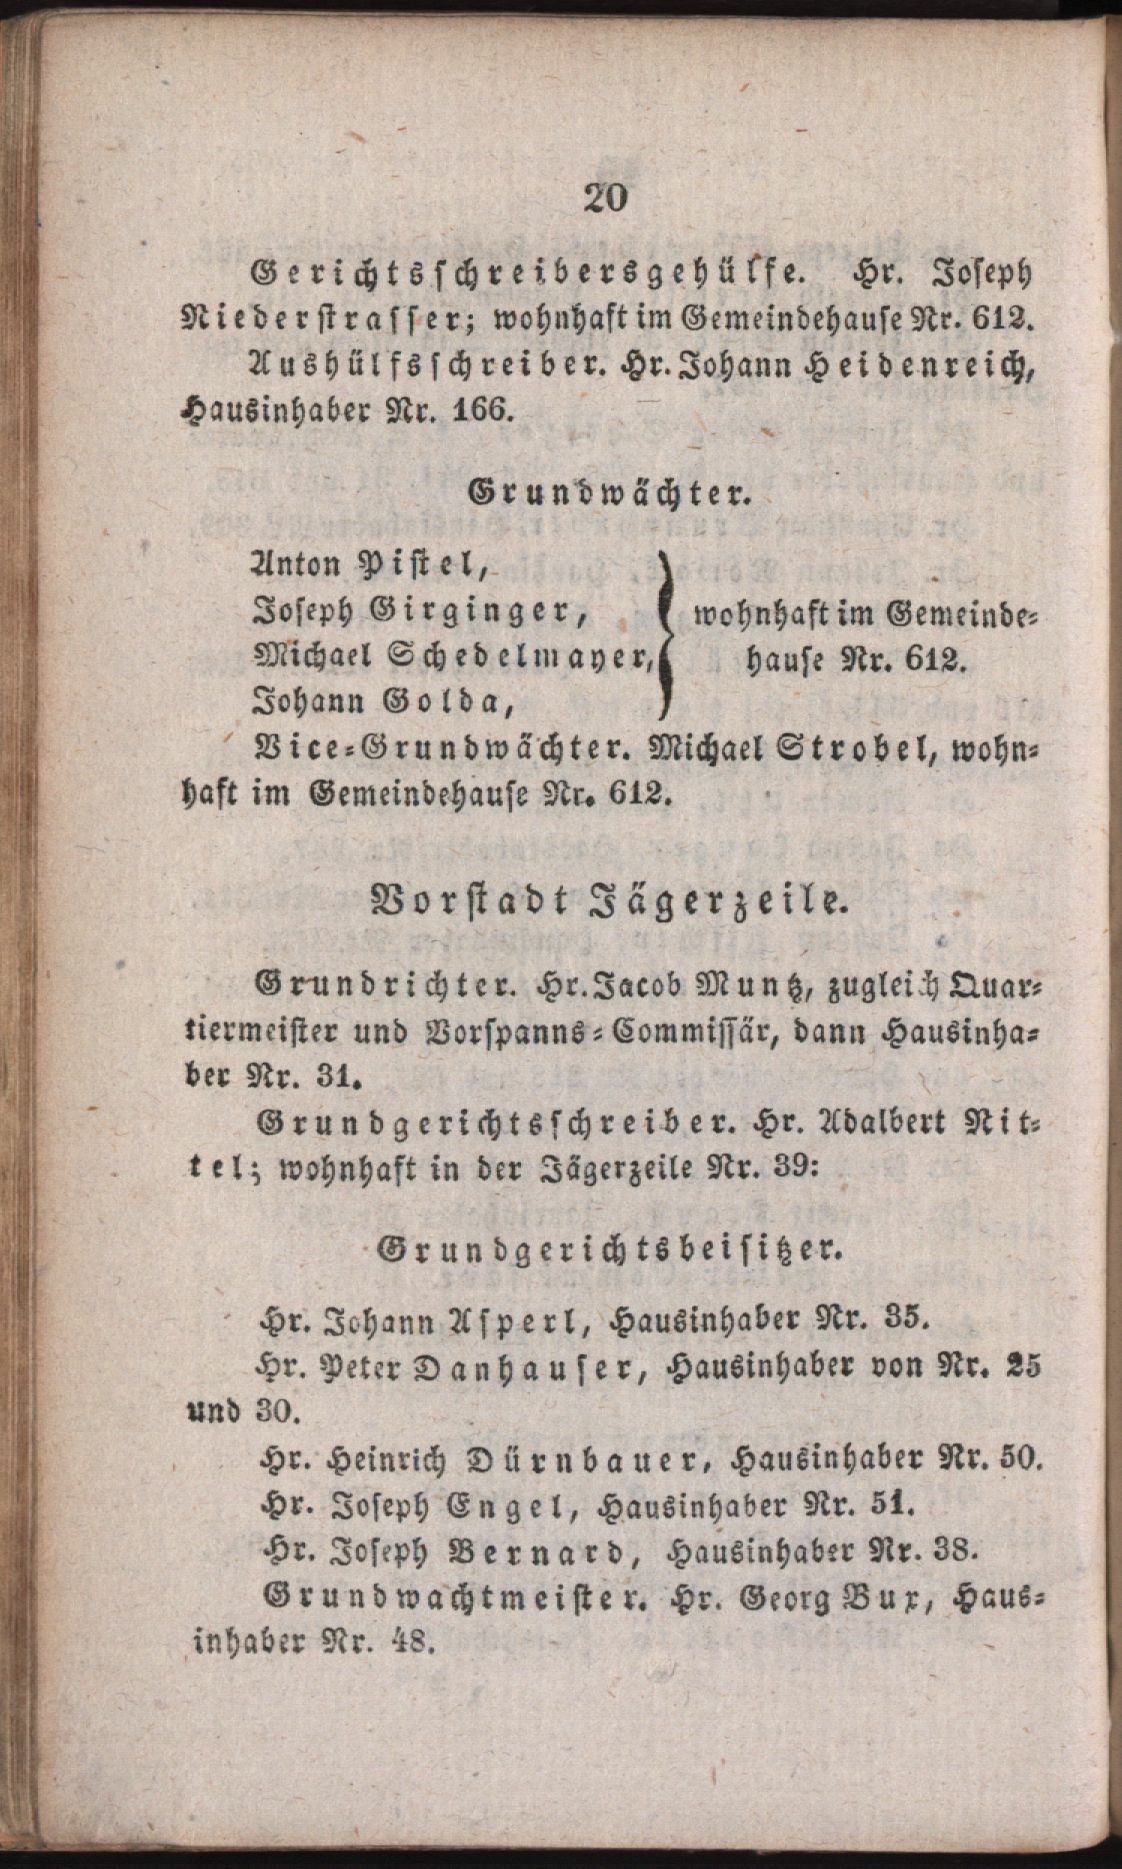 20
Gerichtsschreibersgehülfe. Hr. Joseph
Niederstrasser; wohnhaft im Gemeindehause Nr. 612.
Aushülfsschreiber. Hr. Johann Heidenreich,
Hausinhaber Nr. 166.
Grundwächter.
Anton Pistel,
Joseph Girginger,
Michael Schedelmayer,
Johann Golda,
wohnhaft im Gemeinde-
hause Nr. 612.
Vice-Grundwächter. Michael Strobel, wohn-
haft im Gemeindehause Nr. 612.
Vorstadt Jägerzeile.
Grundrichter. Hr. Jacob Muntz, zugleich Quar-
tiermeister und Vorspanns-Commissär, dann Hausinha-
ber Nr. 31.
Grundgerichtsschreiber. Hr. Adalbert Nit-
tel; wohnhaft in der Jägerzeile Nr. 39:
Grundgerichtsbeisitzer.
Hr. Johann Asperl, Hausinhaber Nr. 35.
Hr. Peter Danhauser, Hausinhaber von Nr. 25
und 30.
Hr. Heinrich Dürnbauer, Hausinhaber Nr. 50.
Hr. Joseph Engel, Hausinhaber Nr. 51.
Hr. Joseph Bernard, Hausinhaber Nr. 38.
Grundwachtmeister. Hr. Georg Bux, Haus-
inhaber Nr. 48.